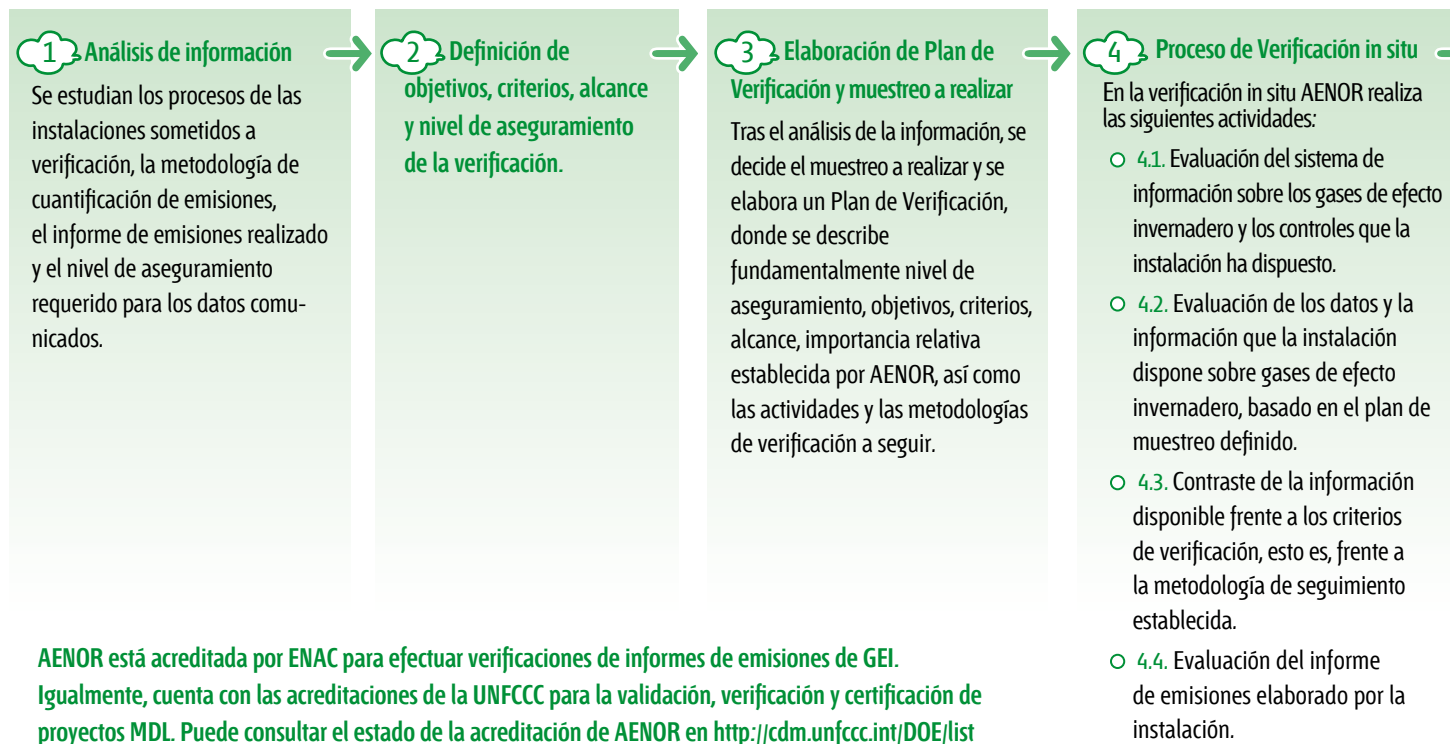 1 Análisis de información
Se estudian los procesos de las
instalaciones sometidos a
verificación, la metodología de
cuantificación de emisiones,
el informe de emisiones realizado
y el nivel de aseguramiento
requerido para los datos comu-
nicados.
2 Definición de
objetivos, criterios, alcance
y nivel de aseguramiento
de la verificación.
3 Elaboración de Plan de
Verificación y muestreo a realizar
Tras el análisis de la información, se
decide el muestreo a realizar y se
elabora un Plan de Verificación,
donde se describe
fundamentalmente nivel de
aseguramiento, objetivos, criterios,
alcance, importancia relativa
establecida por AENOR, así como
las actividades y las metodologías
de verificación a seguir.
4 Proceso de Verificación in situ
En la verificación in situ AENOR realiza
las siguientes actividades:
4.1. Evaluación del sistema de
información sobre los gases de efecto
invernadero y los controles que la
instalación ha dispuesto.
4.2. Evaluación de los datos y la
información que la instalación
dispone sobre gases de efecto
invernadero, basado en el plan de
muestreo definido.
4.3. Contraste de la información
disponible frente a los criterios
de verificación, esto es, frente a
la metodología de seguimiento
establecida.
4.4. Evaluación del informe
de emisiones elaborado por la
instalación.
AENOR está acreditada por ENAC para efectuar verificaciones de informes de emisiones de GEI.
Igualmente, cuenta con las acreditaciones de la UNFCCC para la validación, verificación y certificación de
proyectos MDL. Puede consultar el estado de la acreditación de AENOR en http://cdm.unfccc.int/DOE/list